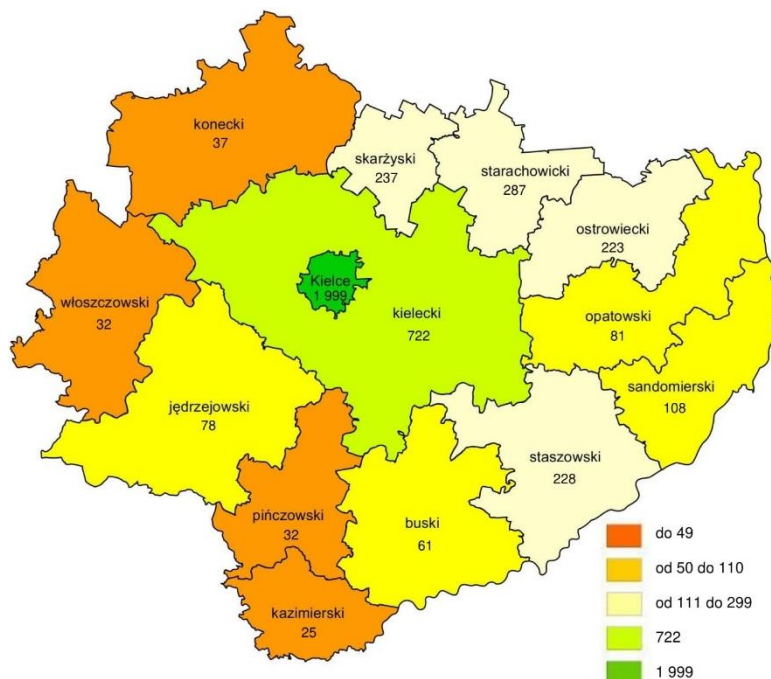 konecki
37
skarżyski
237
starachowicki
287
ostrowiecki
223
Kielce
1 999
włoszczowski
32
kielecki
722
opatowski
81
sandomierski
108
jędrzejowski
78
staszowski
228
pińczowski
32
buski
61
kazimierski
25
do 49
od 50 do 110
od 111 do 299
722
1 999